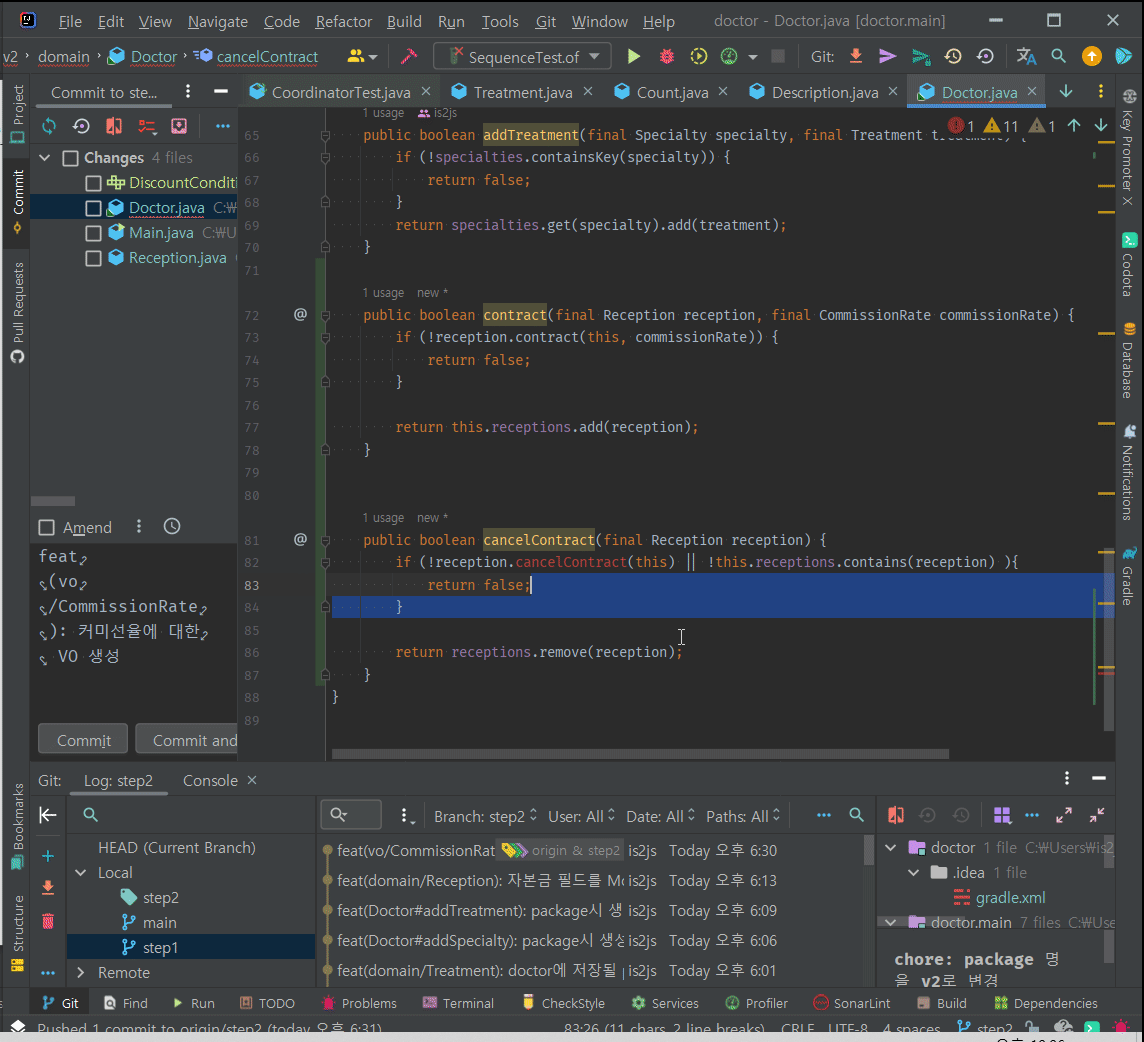 File Edit View Navigate Code Refactor Build Run Tools Git Window Help doctor - Doctor.java [doctor.main]
v2 domain Doctor cancelContract SequenceTest.of Git:
Project
Commit to ste...
CoordinatorTest.java Treatment.java Count.java Description.java Doctor.java
Changes 4 files
DiscountConditi
Doctor.java C:₩
Main.java C:₩U
Reception.java
Commit
Pull Requests
Amend
feat
(vo
/CommissionRate
): 커미션율에 대한
VO 생성
Commit Commit and
1 11 1
1 usage is2js
65 public boolean addTreatment(final Specialty specialty, final Treatment treatment) {
66 if (!specialties.containsKey(specialty)) {
67 return false;
68 }
69 return specialties.get(specialty).add(treatment);
70 }
71
1 usage new *
72 @ public boolean contract(final Reception reception, final CommissionRate commissionRate) {
73 if (!reception.contract(this, commissionRate)) {
74 return false;
75 }
76
77 return this.receptions.add(reception);
78 }
79
80
1 usage new *
81 @ public boolean cancelContract(final Reception reception) {
82 if (!reception.cancelContract(this) || !this.receptions.contains(reception) ){
83 return false;
84 }
85
86 return receptions.remove(reception);
87 }
88 }
89
Key Promoter X
Codota
Database
Notifications
Gradle
Bookmarks
Structure
Git: Log: step2 Console
Branch: step2 User: All Date: All Paths: All
HEAD (Current Branch)
Local
step2
main
step1
Remote
feat(vo/CommissionRat origin & step2 is2js Today 오후 6:30
feat(domain/Reception): 자본금 필드를 Mo is2js Today 오후 6:13
feat(Doctor#addTreatment): package시 생 is2js Today 오후 6:09
feat(Doctor#addSpecialty): package시 생성 is2js Today 오후 6:06
feat(domain/Treatment): doctor에 저장될 is2js Today 오후 6:01
doctor 1 file C:₩Users₩is2
.idea 1 file
gradle.xml
doctor.main 7 files C:₩Use
chore: package 명
을 v2로 변경
Git Find Run TODO Problems Terminal CheckStyle Services Profiler SonarLint Build Dependencies
Pushed 1 commit to origin/step2 (today 오후 6:31) 83:26 (11 chars, 2 line breaks) CRLF UTF-8 4 spaces step2